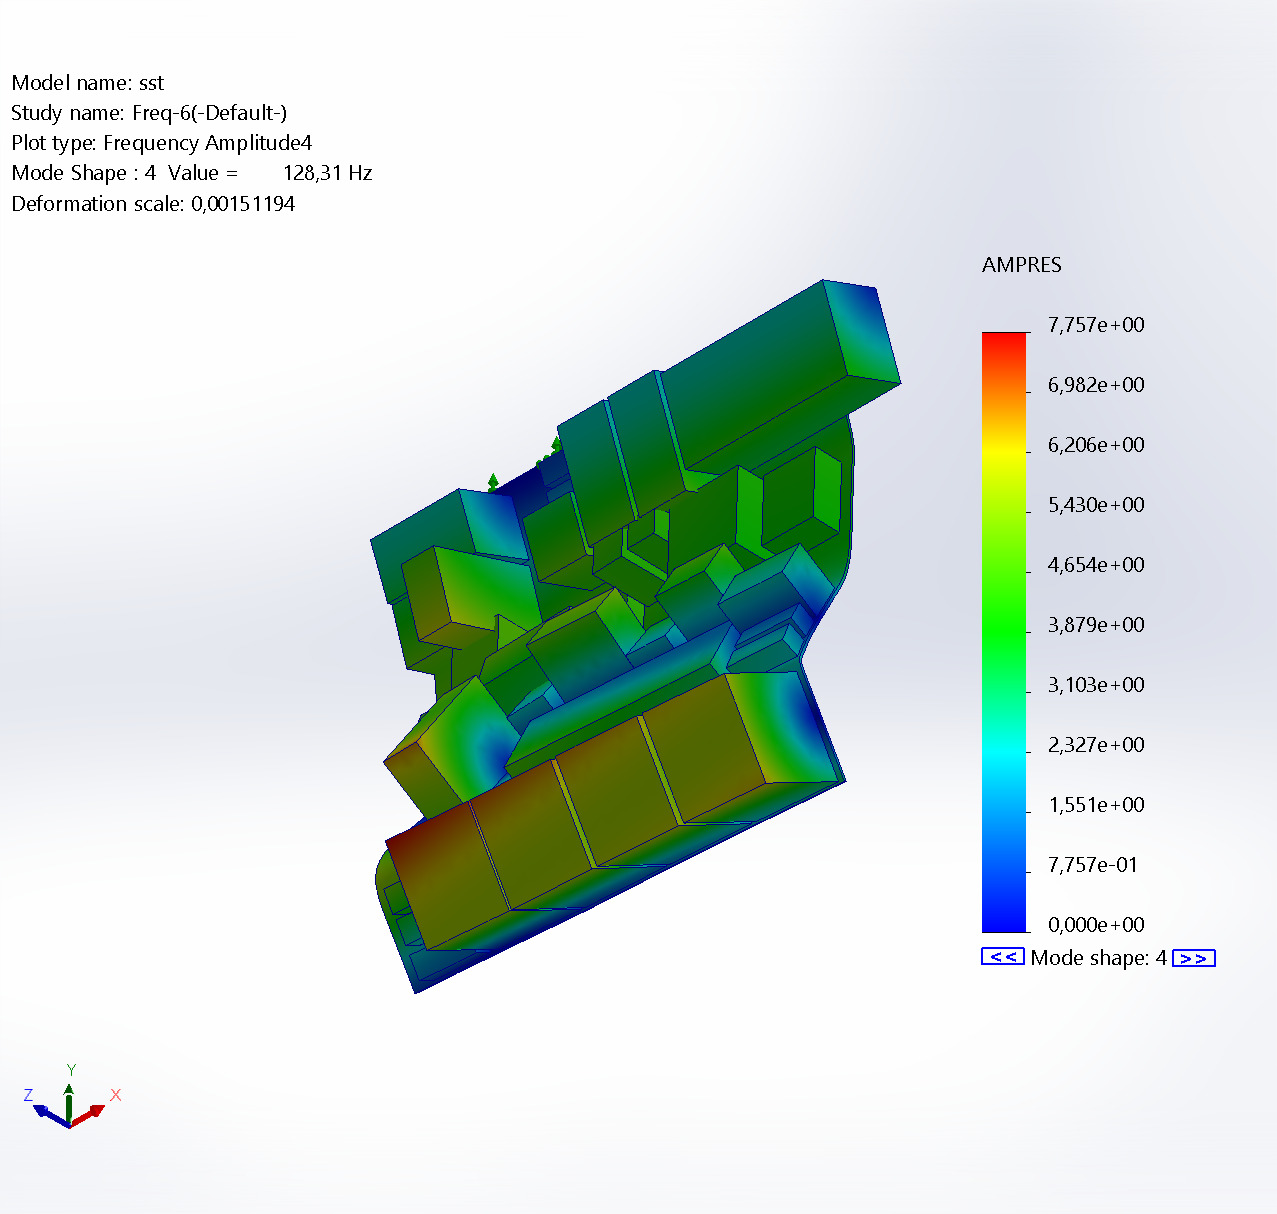 Model name: sst
Study name: Freq-6(-Default-)
Plot type: Frequency Amplitude4
Mode Shape : 4 Value = 128,31 Hz
Deformation scale: 0,00151194
AMPRES
7,757e+00
6,982e+00
6,206e+00
5,430e+00
4,654e+00
3,879e+00
3,103e+00
2,327e+00
1,551e+00
7,757e-01
0,000e+00
<< Mode shape: 4 >>
Y
Z
X